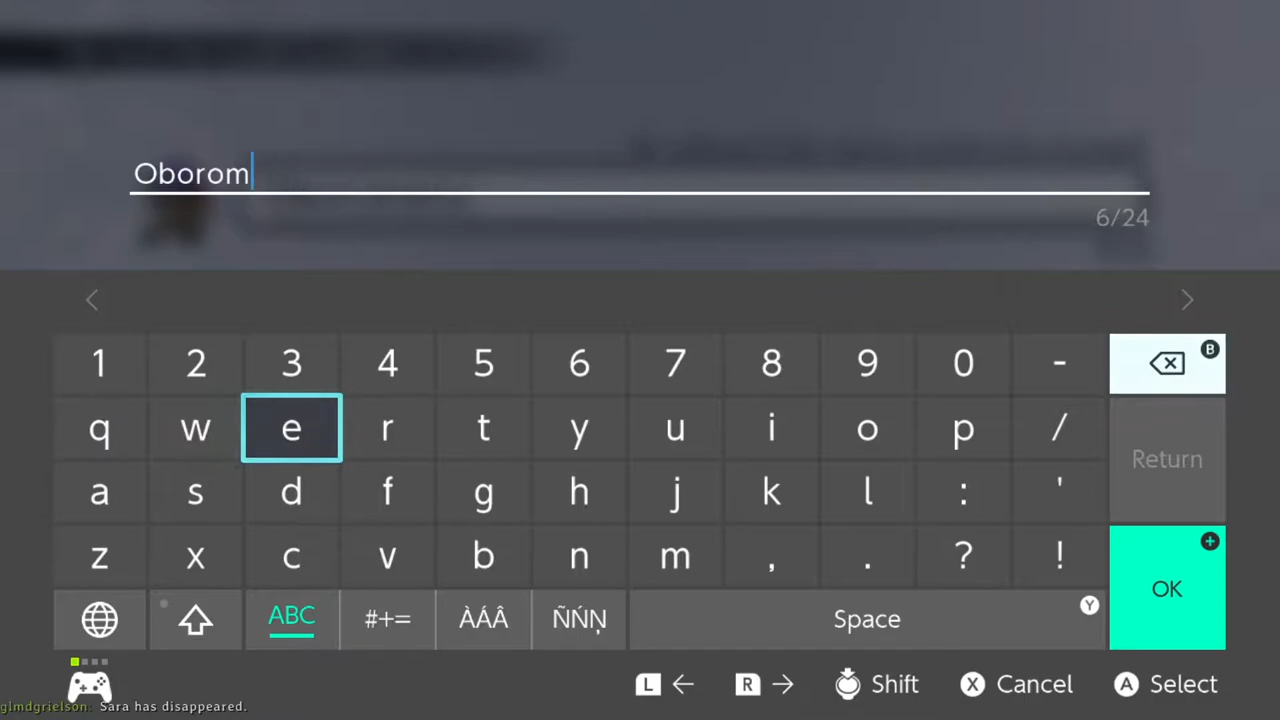 Oborom
6/24
1 2 3 4 5 6 7 8 9 0 -
B
q w e r t y u i o p /
Return
a s d f g h j k l : '
z x c v b n m , . ? !
+
OK
ABC #+= ÀÁÂ ÑŃŅ Space Y
L ← R → Shift X Cancel A Select
glmdgrielson: Sara has disappeared.